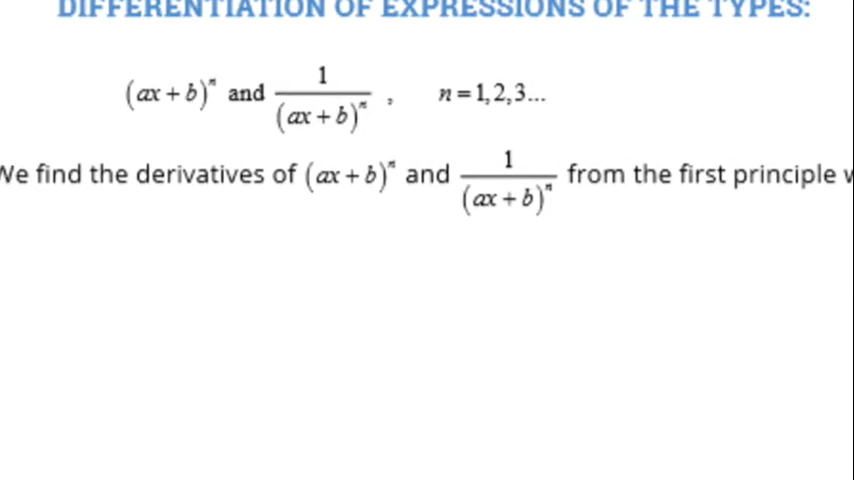 DIFFERENTIATION OF EXPRESSIONS OF THE TYPES:
(ax + b)^n and 1/(ax + b)^n , n = 1,2,3...
We find the derivatives of (ax + b)^n and 1/(ax + b)^n from the first principle